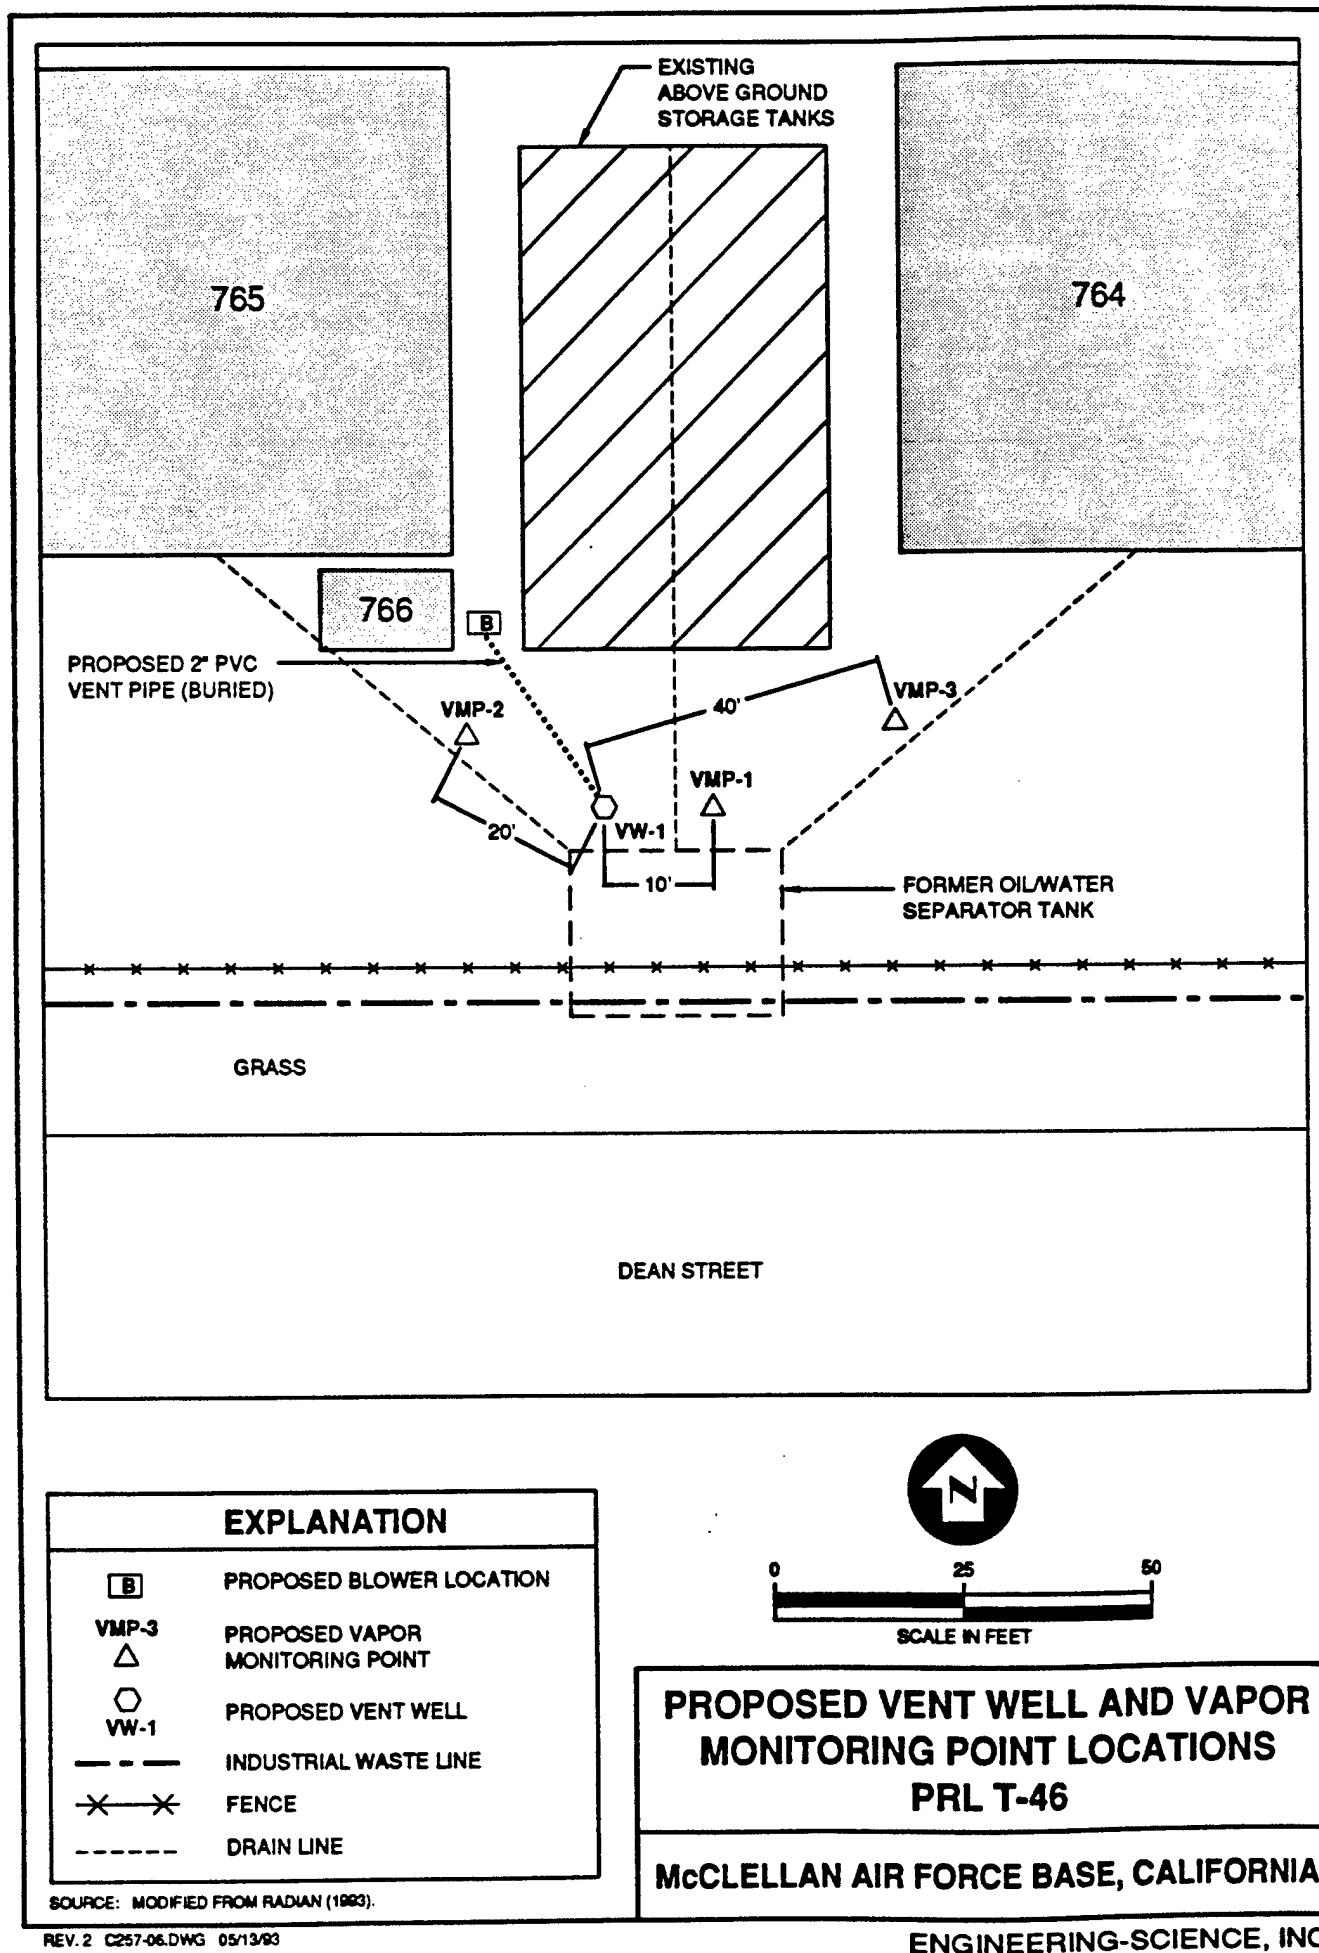 EXISTING
ABOVE GROUND
STORAGE TANKS
765
764
766
B
PROPOSED 2" PVC
VENT PIPE (BURIED)
VMP-2
VMP-3
40'
VMP-1
20'
VW-1
10'
FORMER OIL/WATER
SEPARATOR TANK
GRASS
DEAN STREET
N
EXPLANATION
B PROPOSED BLOWER LOCATION
VMP-3
PROPOSED VAPOR
MONITORING POINT
PROPOSED VENT WELL
VW-1
INDUSTRIAL WASTE LINE
FENCE
DRAIN LINE
0 25 50
SCALE IN FEET
PROPOSED VENT WELL AND VAPOR
MONITORING POINT LOCATIONS
PRL T-46
McCLELLAN AIR FORCE BASE, CALIFORNIA
SOURCE: MODIFIED FROM RADIAN (1993).
REV. 2 C257-06.DWG 05/13/93
ENGINEERING-SCIENCE, INC